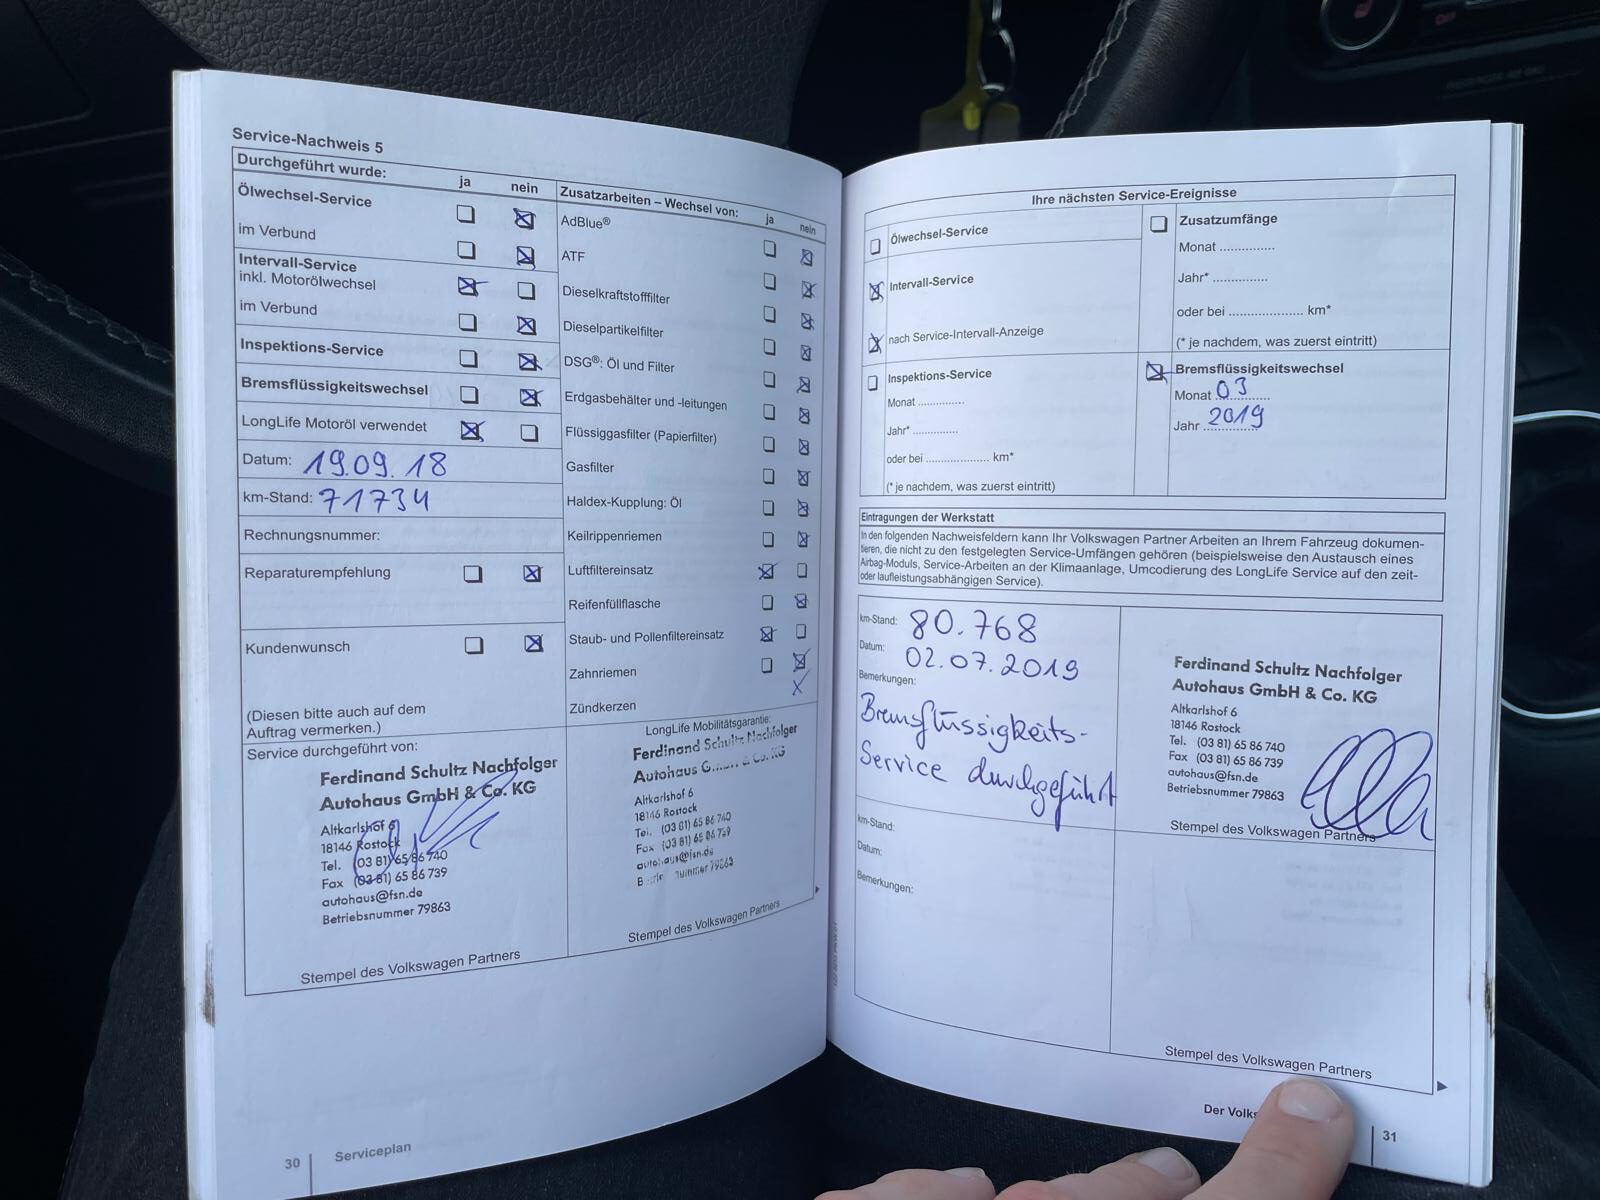 Service-Nachweis 5
Durchgeführt wurde: ja nein
Ölwechsel-Service
im Verbund
Intervall-Service
inkl. Motorölwechsel
im Verbund
Inspektions-Service
Bremsflüssigkeitswechsel
LongLife Motoröl verwendet
Datum: 19.09.18
km-Stand: 71734
Rechnungsnummer:
Reparaturempfehlung
Kundenwunsch
(Diesen bitte auch auf dem
Auftrag vermerken.)
Service durchgeführt von:
Ferdinand Schultz Nachfolger
Autohaus GmbH & Co. KG
Altkarlshof 6
18146 Rostock
Tel. (03 81) 65 86 740
Fax (03 81) 65 86 739
autohaus@fsn.de
Betriebsnummer 79863
Stempel des Volkswagen Partners
Zusatzarbeiten – Wechsel von: ja nein
AdBlue®
ATF
Dieselkraftstofffilter
Dieselpartikelfilter
DSG®: Öl und Filter
Erdgasbehälter und -leitungen
Flüssiggasfilter (Papierfilter)
Gasfilter
Haldex-Kupplung: Öl
Keilrippenriemen
Luftfiltereinsatz
Reifenfüllflasche
Staub- und Pollenfiltereinsatz
Zahnriemen
Zündkerzen
LongLife Mobilitätsgarantie:
Ferdinand Schultz Nachfolger
Autohaus GmbH & Co. KG
Altkarlshof 6
18146 Rostock
Tel. (03 81) 65 86 740
Fax (03 81) 65 86 739
autohaus@fsn.de
Stempel des Volkswagen Partners
30 Serviceplan
Ihre nächsten Service-Ereignisse
Ölwechsel-Service
Intervall-Service
nach Service-Intervall-Anzeige
Inspektions-Service
Monat ..............
Jahr* ..............
oder bei .................... km*
(* je nachdem, was zuerst eintritt)
Zusatzumfänge
Monat ...............
Jahr* ...............
oder bei .................... km*
(* je nachdem, was zuerst eintritt)
Bremsflüssigkeitswechsel
Monat 03
Jahr 2019
Eintragungen der Werkstatt
In den folgenden Nachweisfeldern kann Ihr Volkswagen Partner Arbeiten an Ihrem Fahrzeug dokumen-
tieren, die nicht zu den festgelegten Service-Umfängen gehören (beispielsweise den Austausch eines
Airbag-Moduls, Service-Arbeiten an der Klimaanlage, Umcodierung des LongLife Service auf den zeit-
oder laufleistungsabhängigen Service).
km-Stand: 80.768
Datum: 02.07.2019
Bemerkungen:
Bremsflüssigkeits-
Service durchgeführt
Ferdinand Schultz Nachfolger
Autohaus GmbH & Co. KG
Altkarlshof 6
18146 Rostock
Tel. (03 81) 65 86 740
Fax (03 81) 65 86 739
autohaus@fsn.de
Betriebsnummer 79863
Stempel des Volkswagen Partners
km-Stand:
Datum:
Bemerkungen:
Stempel des Volkswagen Partners
Der
31